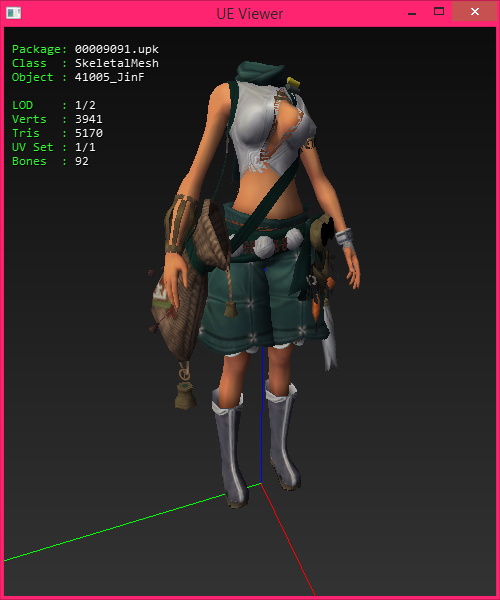 UE Viewer
Package: 00009091.upk
Class : SkeletalMesh
Object : 41005_JinF
LOD : 1/2
Verts : 3941
Tris : 5170
UV Set : 1/1
Bones : 92